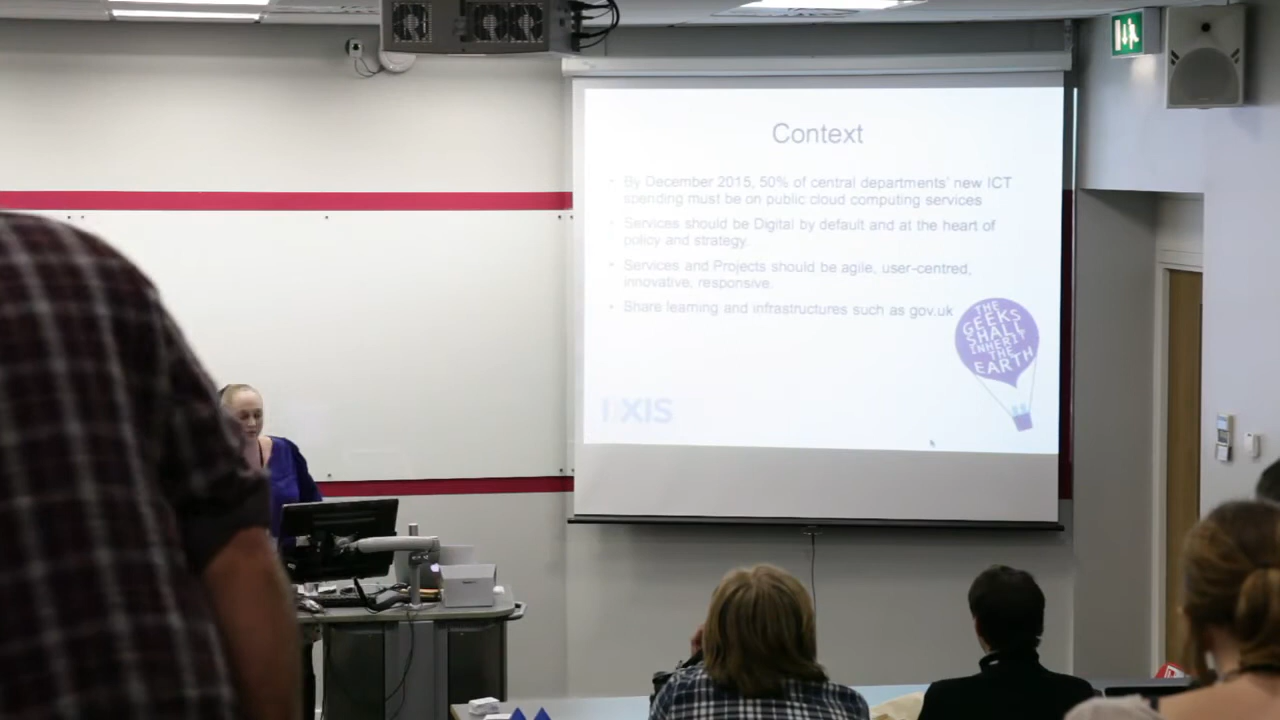 Context
• By December 2015, 50% of central departments' new ICT
spending must be on public cloud computing services
• Services should be Digital by default and at the heart of
policy and strategy.
• Services and Projects should be agile, user-centred,
innovative, responsive.
• Share learning and infrastructures such as gov.uk
THE
GEEKS
SHALL
INHERIT
THE
EARTH